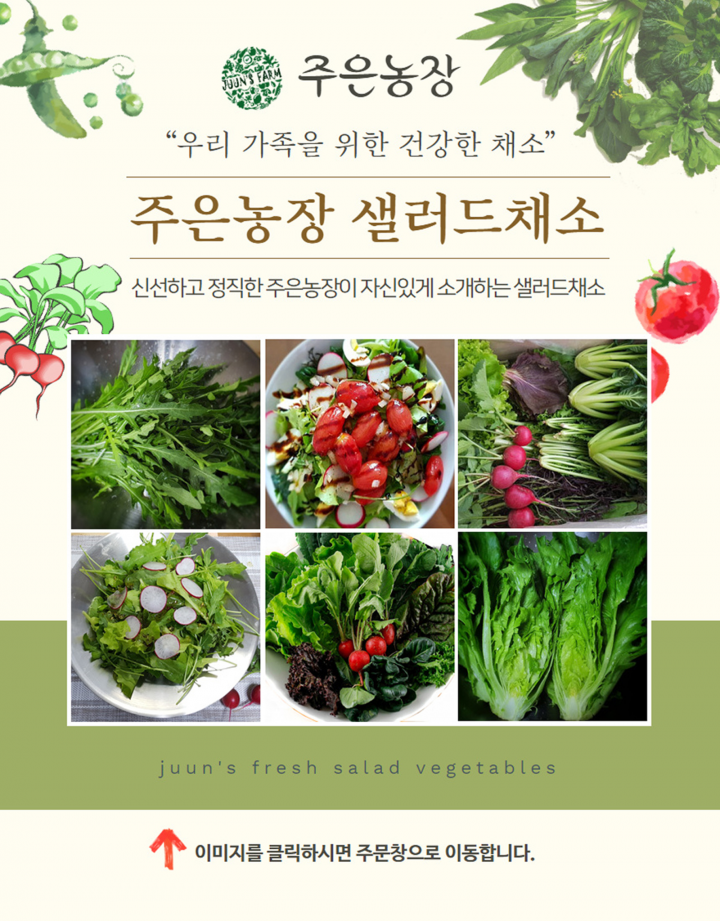 JUUN'S FARM
주은농장
“우리 가족을 위한 건강한 채소”
주은농장 샐러드채소
신선하고 정직한 주은농장이 자신있게 소개하는 샐러드채소
juun's fresh salad vegetables
이미지를 클릭하시면 주문창으로 이동합니다.